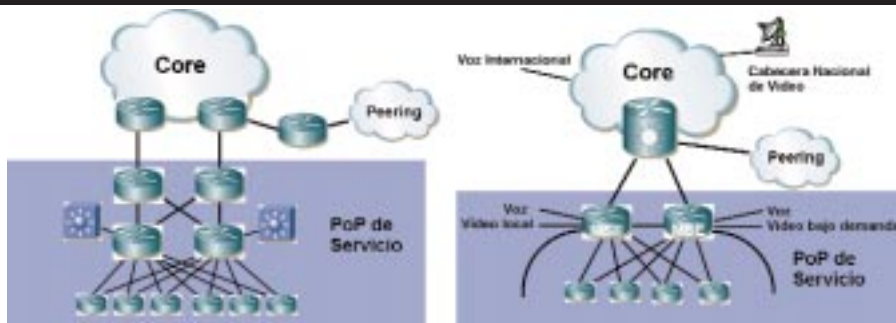 Core
Peering
PoP de
Servicio
Voz Internacional
Core
Cabecera Nacional
de Video
Peering
Voz
Video local
Voz
Video bajo demanda
PoP de
Servicio